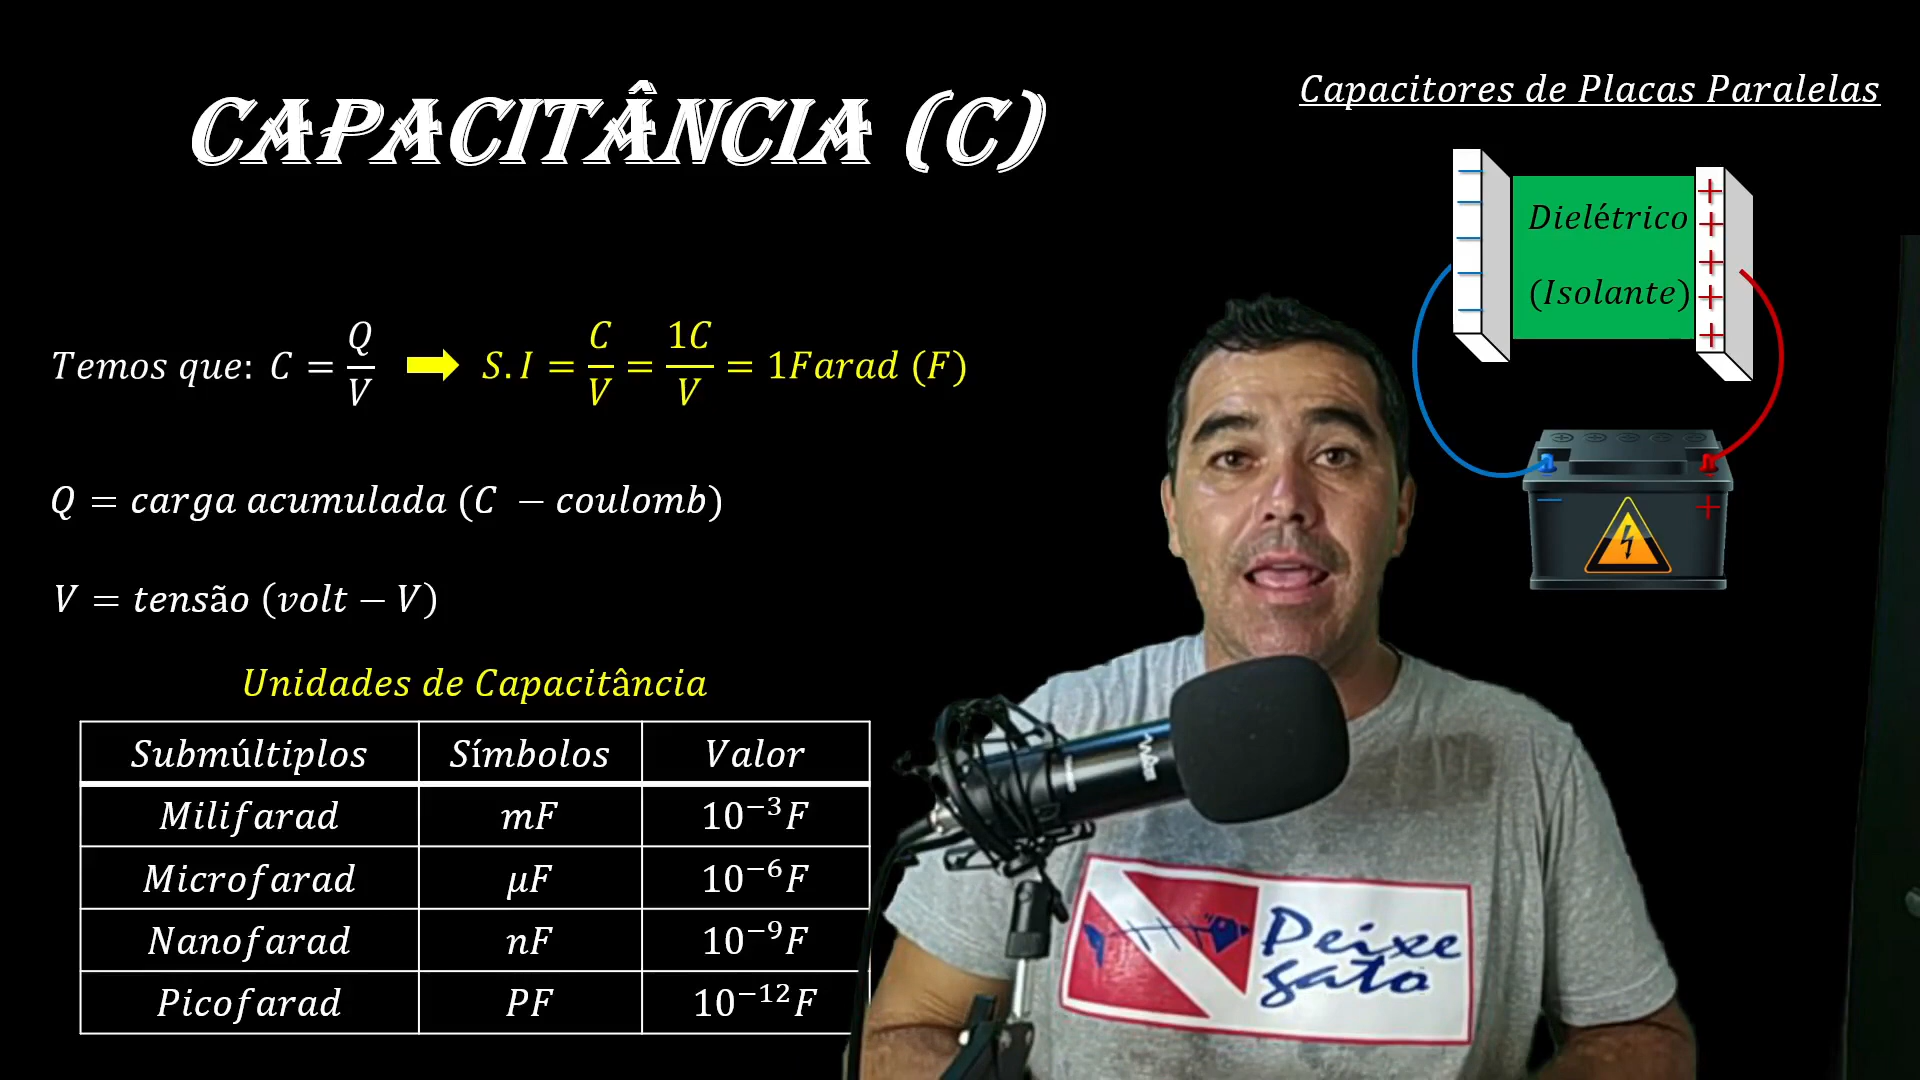 CAPACITÂNCIA (C)
Capacitores de Placas Paralelas
Dielétrico
(Isolante)
Temos que: C = Q/V
S.I = C/V = 1C/V = 1Farad (F)
Q = carga acumulada (C – coulomb)
V = tensão (volt – V)
Unidades de Capacitância
Submúltiplos Símbolos Valor
Milifarad mF 10⁻³F
Microfarad μF 10⁻⁶F
Nanofarad nF 10⁻⁹F
Picofarad PF 10⁻¹²F
Peixe
gato